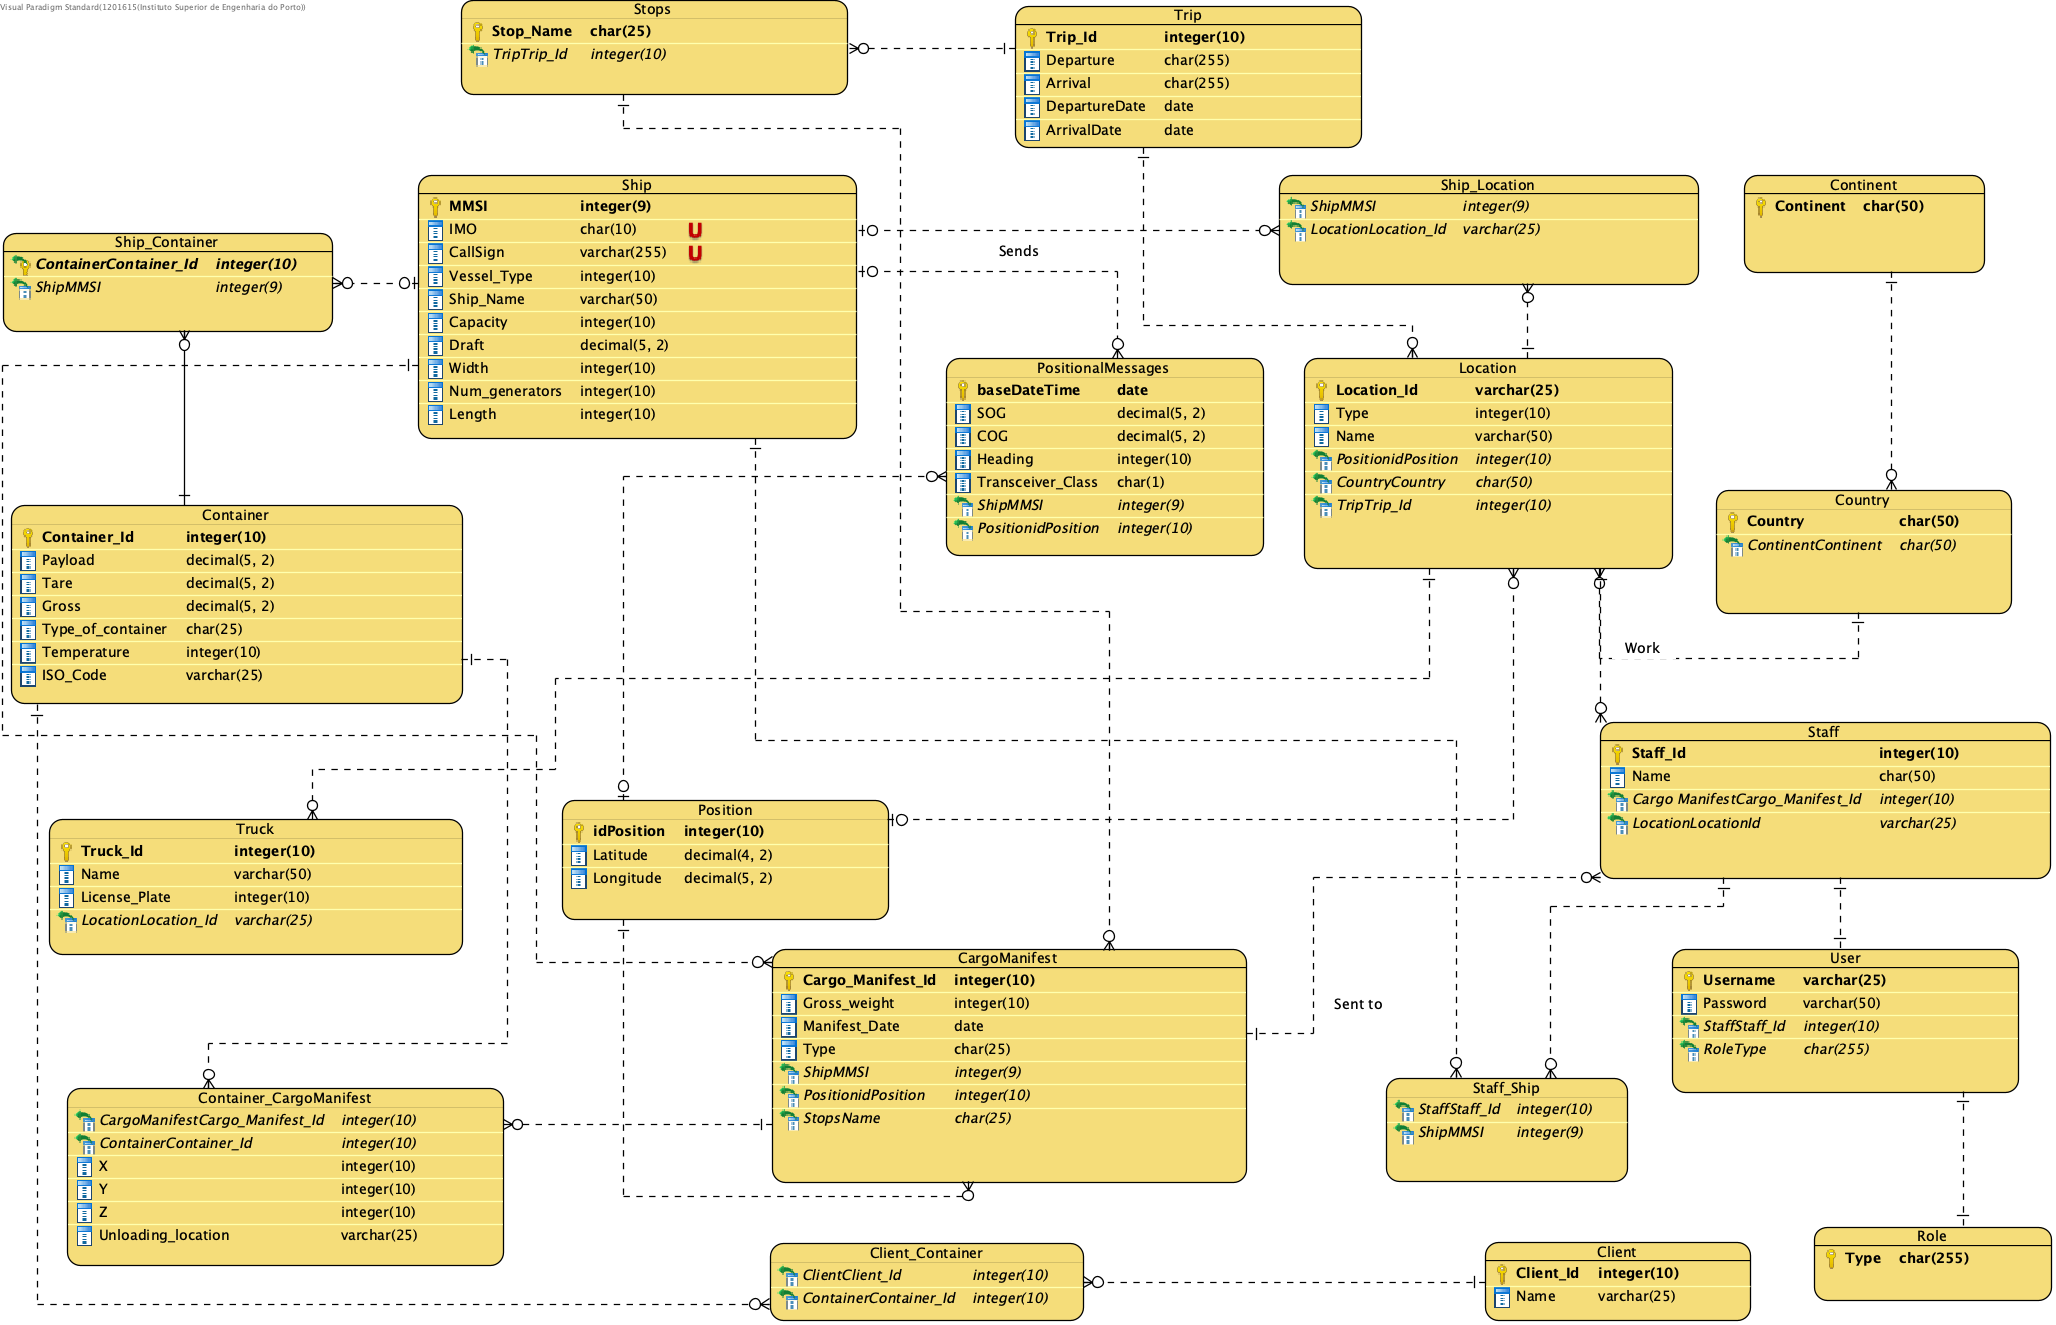 Visual Paradigm Standard(1201615(Instituto Superior de Engenharia do Porto))
Stops
Stop_Name char(25)
TripTrip_Id integer(10)
Trip
Trip_Id integer(10)
Departure char(255)
Arrival char(255)
DepartureDate date
ArrivalDate date
Ship
MMSI integer(9)
IMO char(10) U
CallSign varchar(255) U
Vessel_Type integer(10)
Ship_Name varchar(50)
Capacity integer(10)
Draft decimal(5, 2)
Width integer(10)
Num_generators integer(10)
Length integer(10)
Ship_Location
ShipMMSI integer(9)
LocationLocation_Id varchar(25)
Continent
Continent char(50)
Ship_Container
ContainerContainer_Id integer(10)
ShipMMSI integer(9)
Sends
PositionalMessages
baseDateTime date
SOG decimal(5, 2)
COG decimal(5, 2)
Heading integer(10)
Transceiver_Class char(1)
ShipMMSI integer(9)
PositionidPosition integer(10)
Location
Location_Id varchar(25)
Type integer(10)
Name varchar(50)
PositionidPosition integer(10)
CountryCountry char(50)
TripTrip_Id integer(10)
Country
Country char(50)
ContinentContinent char(50)
Container
Container_Id integer(10)
Payload decimal(5, 2)
Tare decimal(5, 2)
Gross decimal(5, 2)
Type_of_container char(25)
Temperature integer(10)
ISO_Code varchar(25)
Work
Staff
Staff_Id integer(10)
Name char(50)
Cargo ManifestCargo_Manifest_Id integer(10)
LocationLocationId varchar(25)
Position
idPosition integer(10)
Latitude decimal(4, 2)
Longitude decimal(5, 2)
Truck
Truck_Id integer(10)
Name varchar(50)
License_Plate integer(10)
LocationLocation_Id varchar(25)
CargoManifest
Cargo_Manifest_Id integer(10)
Gross_weight integer(10)
Manifest_Date date
Type char(25)
ShipMMSI integer(9)
PositionidPosition integer(10)
StopsName char(25)
Sent to
User
Username varchar(25)
Password varchar(50)
StaffStaff_Id integer(10)
RoleType char(255)
Staff_Ship
StaffStaff_Id integer(10)
ShipMMSI integer(9)
Container_CargoManifest
CargoManifestCargo_Manifest_Id integer(10)
ContainerContainer_Id integer(10)
X integer(10)
Y integer(10)
Z integer(10)
Unloading_location varchar(25)
Client_Container
ClientClient_Id integer(10)
ContainerContainer_Id integer(10)
Client
Client_Id integer(10)
Name varchar(25)
Role
Type char(255)